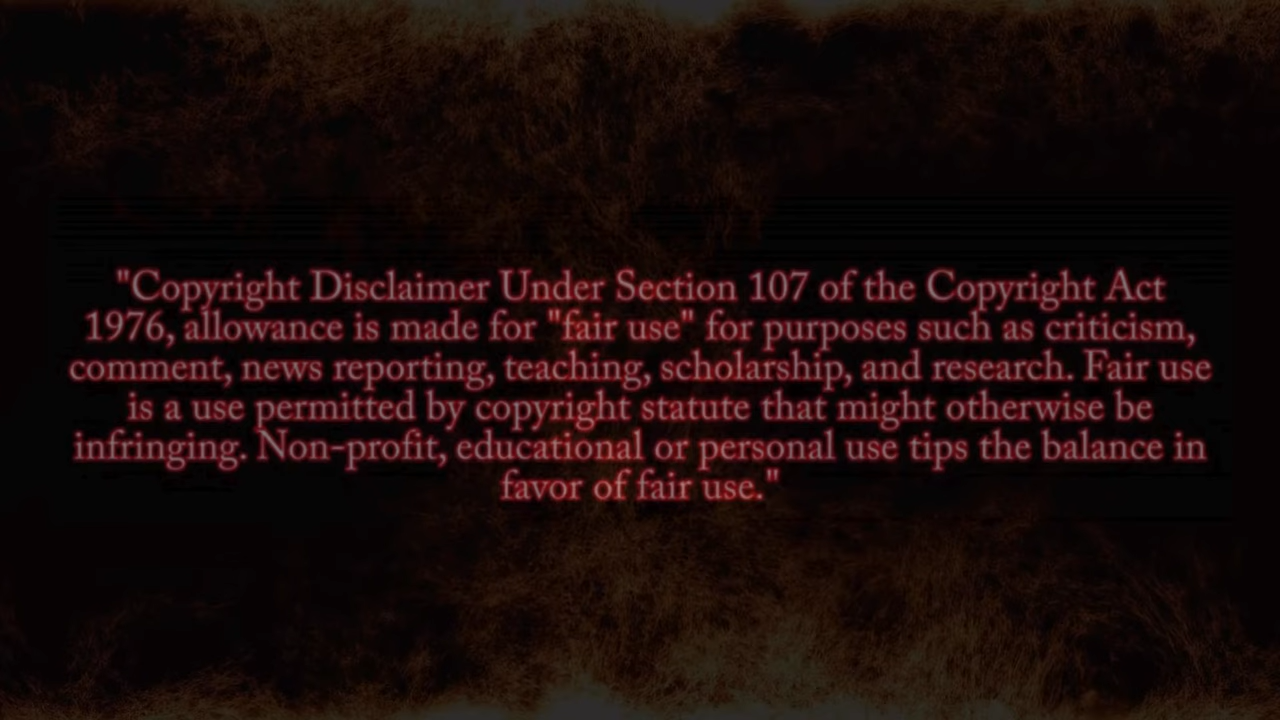 "Copyright Disclaimer Under Section 107 of the Copyright Act
1976, allowance is made for "fair use" for purposes such as criticism,
comment, news reporting, teaching, scholarship, and research. Fair use
is a use permitted by copyright statute that might otherwise be
infringing. Non-profit, educational or personal use tips the balance in
favor of fair use."